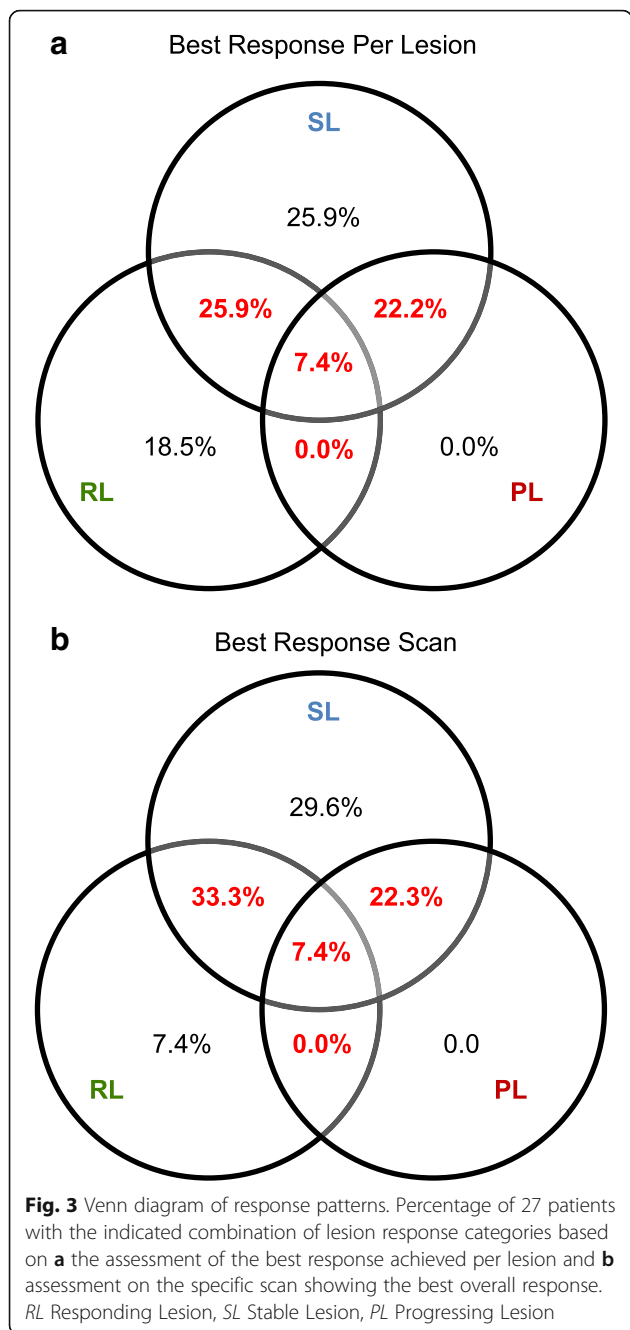 a Best Response Per Lesion
SL
25.9%
25.9% 22.2%
7.4%
18.5% 0.0% 0.0%
RL PL
b Best Response Scan
SL
29.6%
33.3% 22.3%
7.4%
7.4% 0.0% 0.0
RL PL
Fig. 3 Venn diagram of response patterns. Percentage of 27 patients
with the indicated combination of lesion response categories based
on a the assessment of the best response achieved per lesion and b
assessment on the specific scan showing the best overall response.
RL Responding Lesion, SL Stable Lesion, PL Progressing Lesion